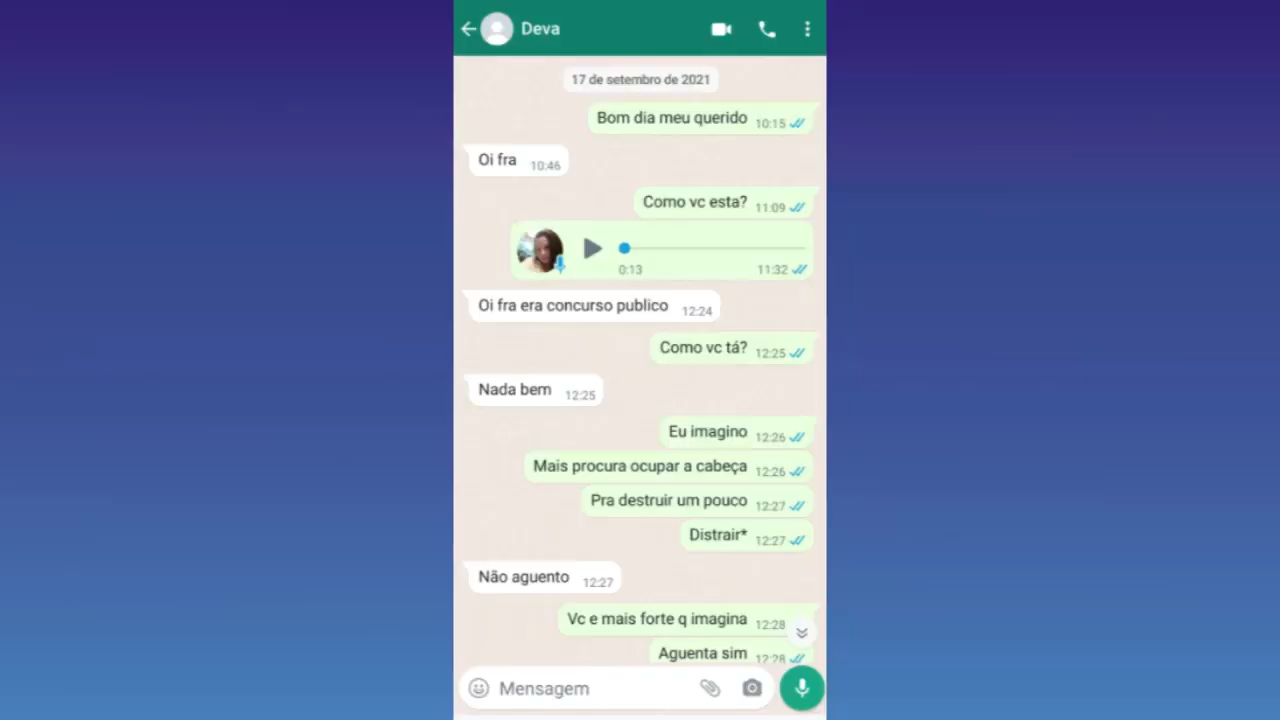 Deva
17 de setembro de 2021
Bom dia meu querido 10:15
Oi fra 10:46
Como vc esta? 11:09
0:13 11:32
Oi fra era concurso publico 12:24
Como vc tá? 12:25
Nada bem 12:25
Eu imagino 12:26
Mais procura ocupar a cabeça 12:26
Pra destruir um pouco 12:27
Distrair* 12:27
Não aguento 12:27
Vc e mais forte q imagina 12:28
Aguenta sim 12:28
Mensagem